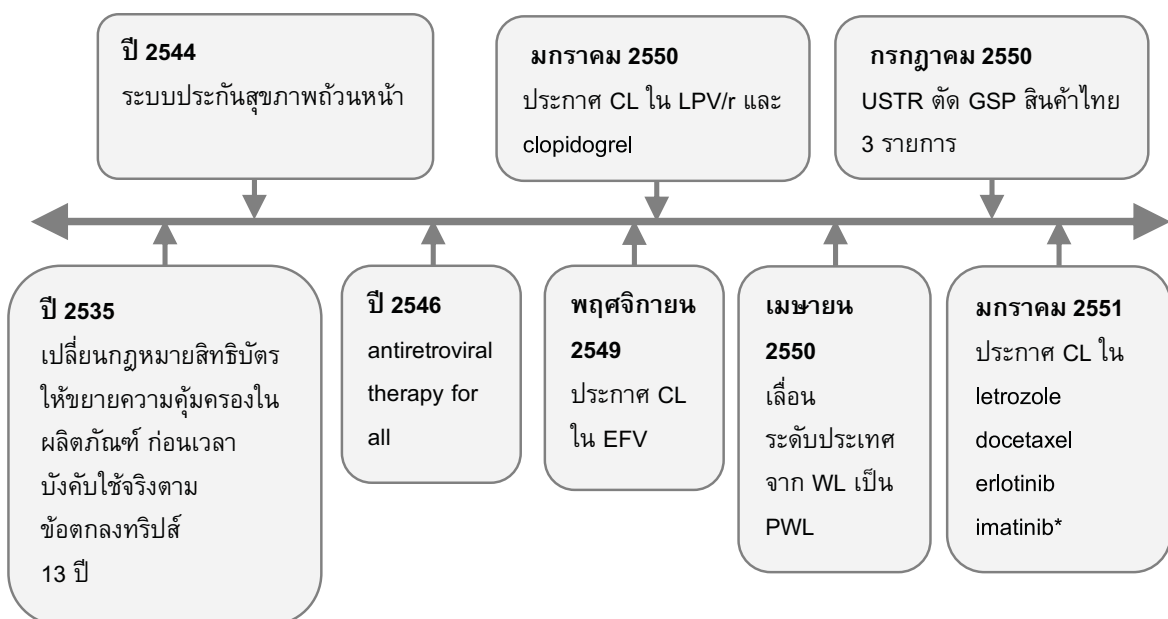 ปี 2544
ระบบประกันสุขภาพถ้วนหน้า
มกราคม 2550
ประกาศ CL ใน LPV/r และ
clopidogrel
กรกฎาคม 2550
USTR ตัด GSP สินค้าไทย
3 รายการ
ปี 2535
เปลี่ยนกฎหมายสิทธิบัตร
ให้ขยายความคุ้มครองใน
ผลิตภัณฑ์ ก่อนเวลา
บังคับใช้จริงตาม
ข้อตกลงทริปส์
13 ปี
ปี 2546
antiretroviral
therapy for
all
พฤศจิกายน
2549
ประกาศ CL
ใน EFV
เมษายน
2550
เลื่อน
ระดับประเทศ
จาก WL เป็น
PWL
มกราคม 2551
ประกาศ CL ใน
letrozole
docetaxel
erlotinib
imatinib*